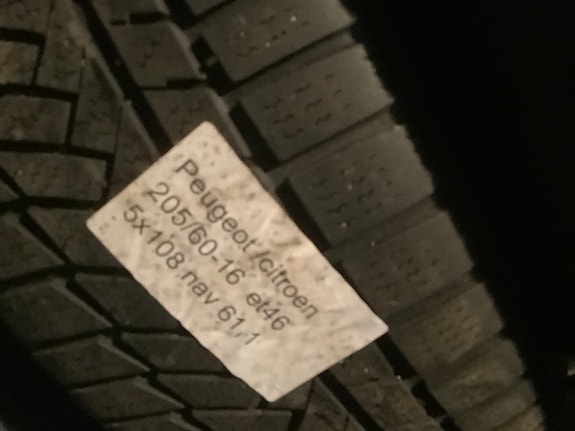 Peugeot/citroen
205/60-16 et46
5x108 nav 61,1